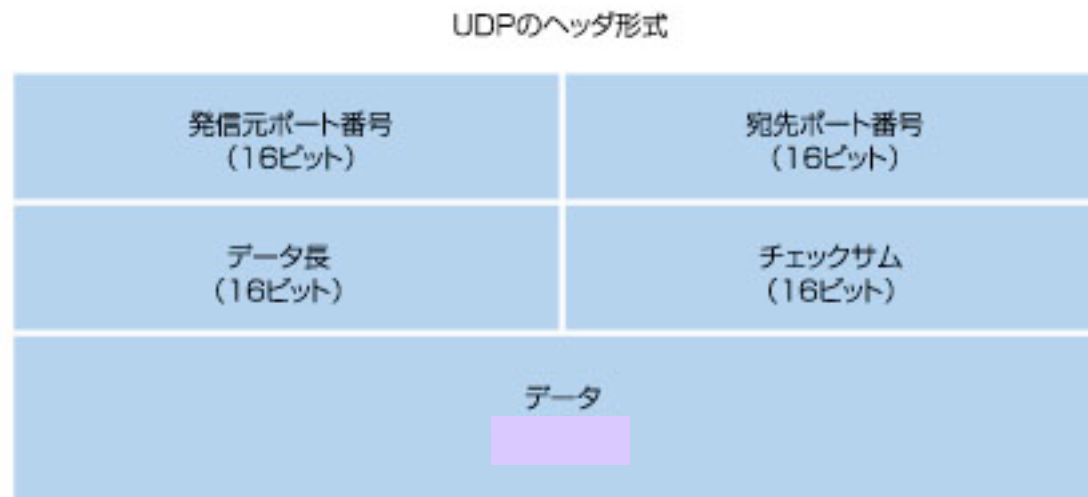 UDPのヘッダ形式
発信元ポート番号
(16ビット)
宛先ポート番号
(16ビット)
データ長
(16ビット)
チェックサム
(16ビット)
データ